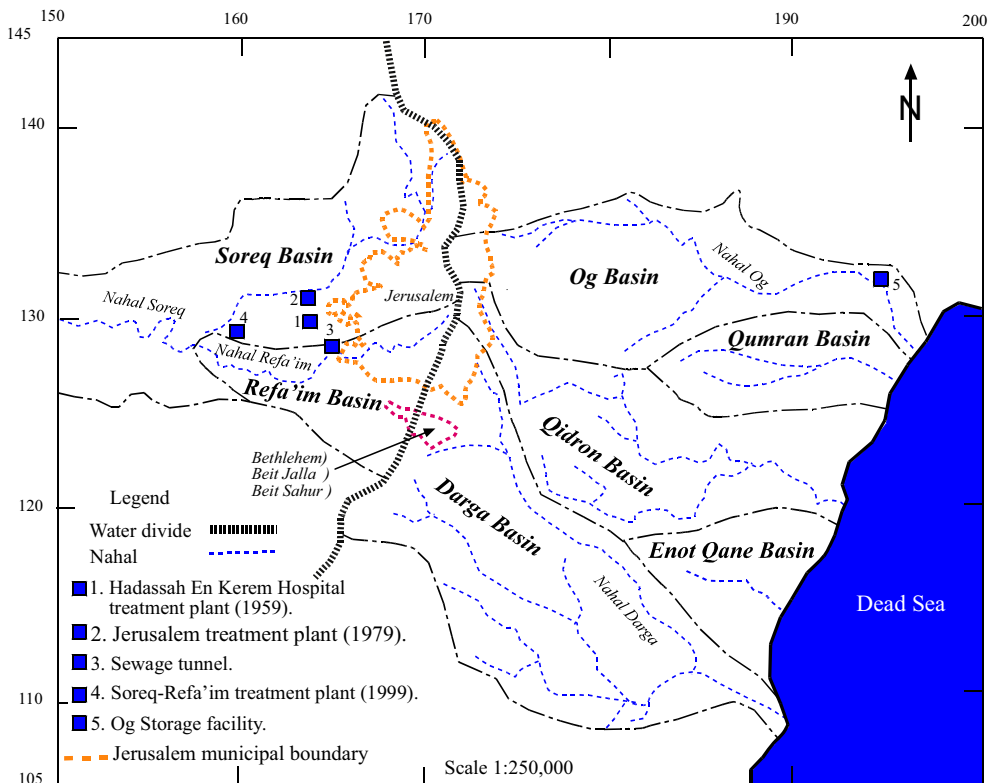 150
160
170
190
200
145
N
140
Soreq Basin
Og Basin
Nahal Og
5
Nahal Soreq
Jerusalem
2
130
4
1
3
Qumran Basin
Nahal Refa'im
Refa'im Basin
Qidron Basin
Bethlehem)
Beit Jalla )
Beit Sahur )
Darga Basin
Legend
120
Water divide
Nahal
Enot Qane Basin
Nahal Darga
Dead Sea
1. Hadassah En Kerem Hospital
treatment plant (1959).
2. Jerusalem treatment plant (1979).
3. Sewage tunnel.
4. Soreq-Refa'im treatment plant (1999).
110
5. Og Storage facility.
Jerusalem municipal boundary
Scale 1:250,000
105